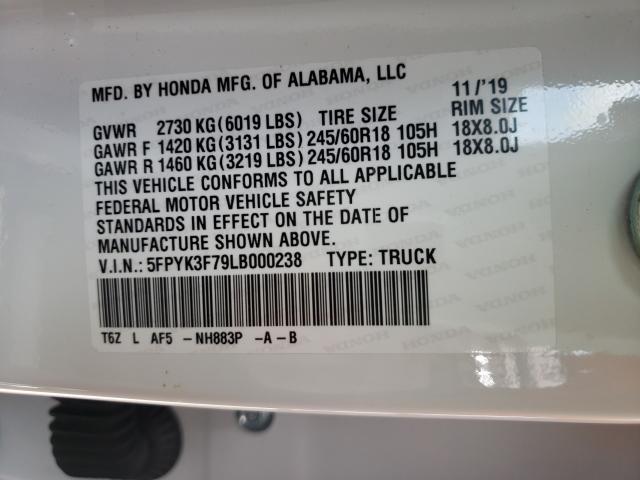 MFD. BY HONDA MFG. OF ALABAMA, LLC 11/'19
GVWR 2730 KG(6019 LBS) TIRE SIZE RIM SIZE
GAWR F 1420 KG(3131 LBS) 245/60R18 105H 18X8.0J
GAWR R 1460 KG(3219 LBS) 245/60R18 105H 18X8.0J
THIS VEHICLE CONFORMS TO ALL APPLICABLE
FEDERAL MOTOR VEHICLE SAFETY
STANDARDS IN EFFECT ON THE DATE OF
MANUFACTURE SHOWN ABOVE.
V.I.N.: 5FPYK3F79LB000238 TYPE: TRUCK
T6Z L AF5 -NH883P -A-B